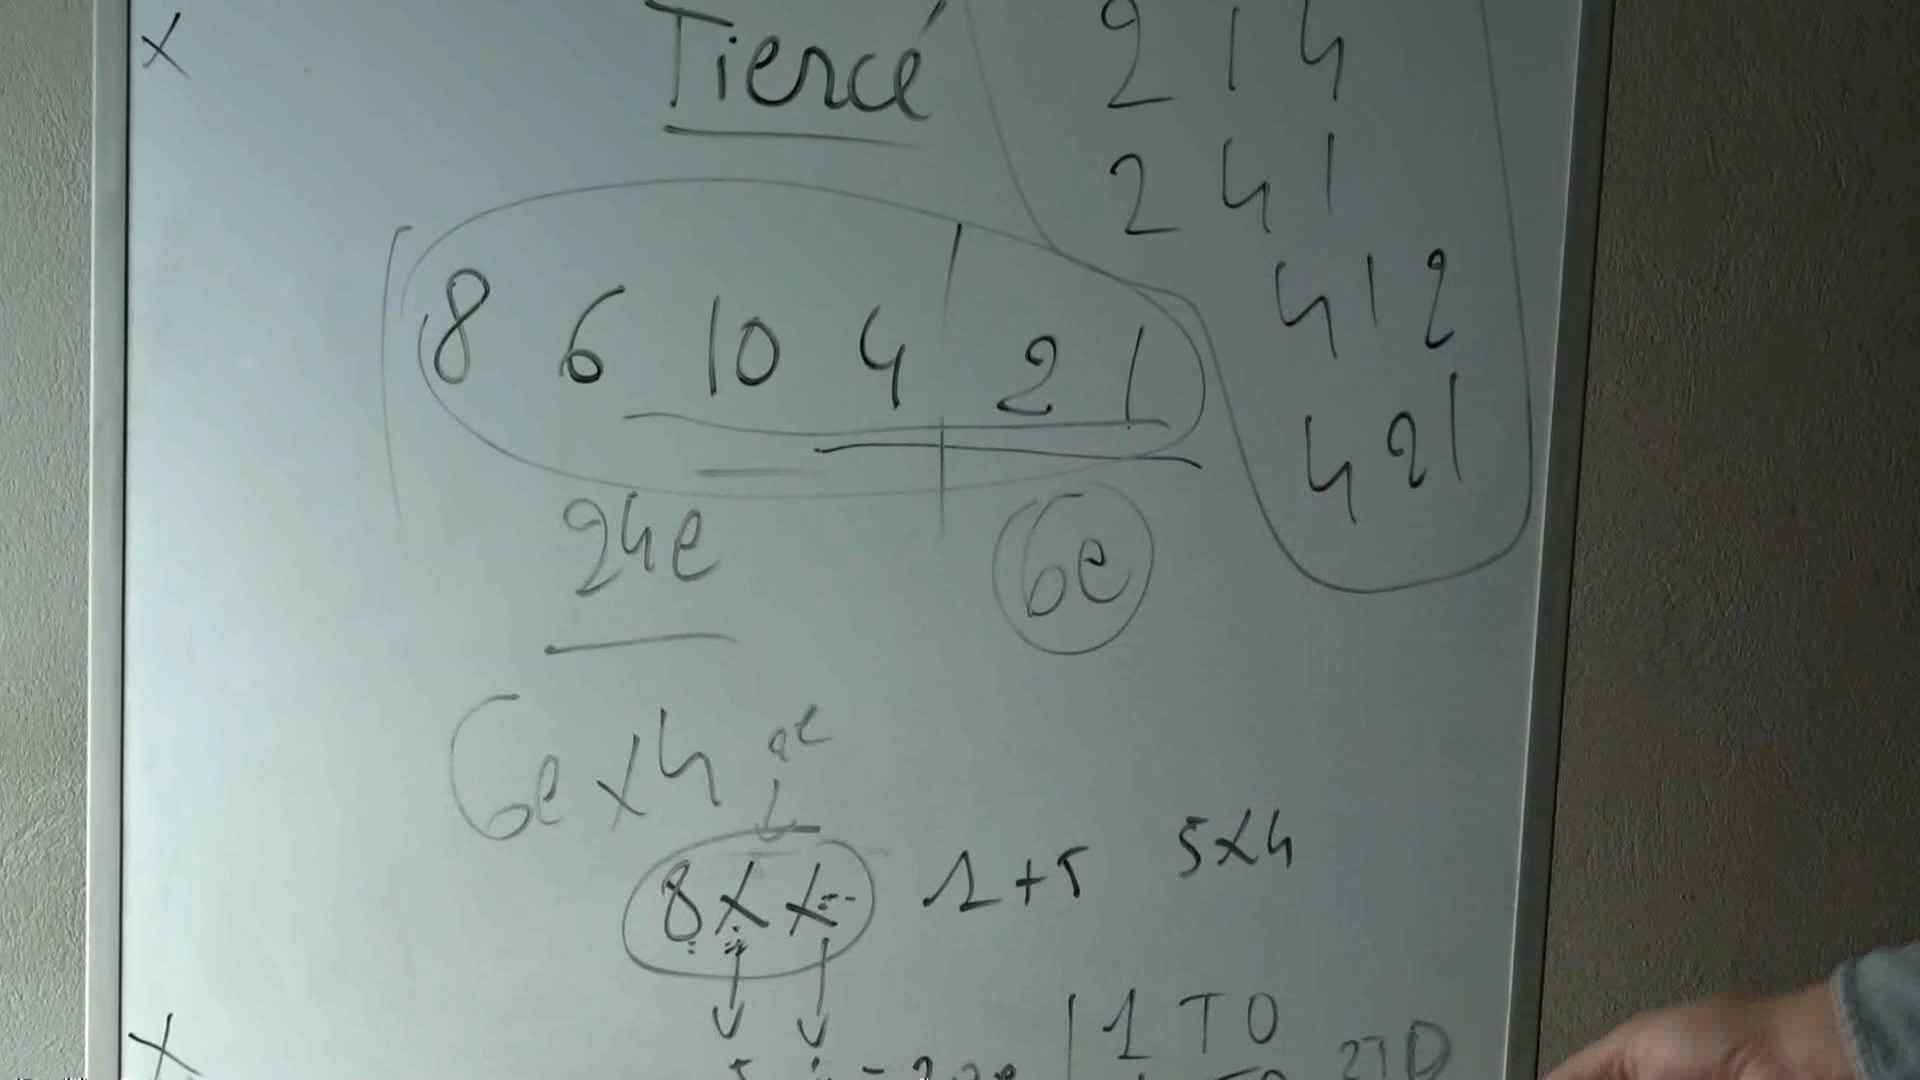 Tiercé
2 1 4
2 4 1
4 1 2
4 2 1
8 6 10 4 2 1
24e
6e
6e x 4
8 X X
1 + 5
5 x 4
1 TO
2TD